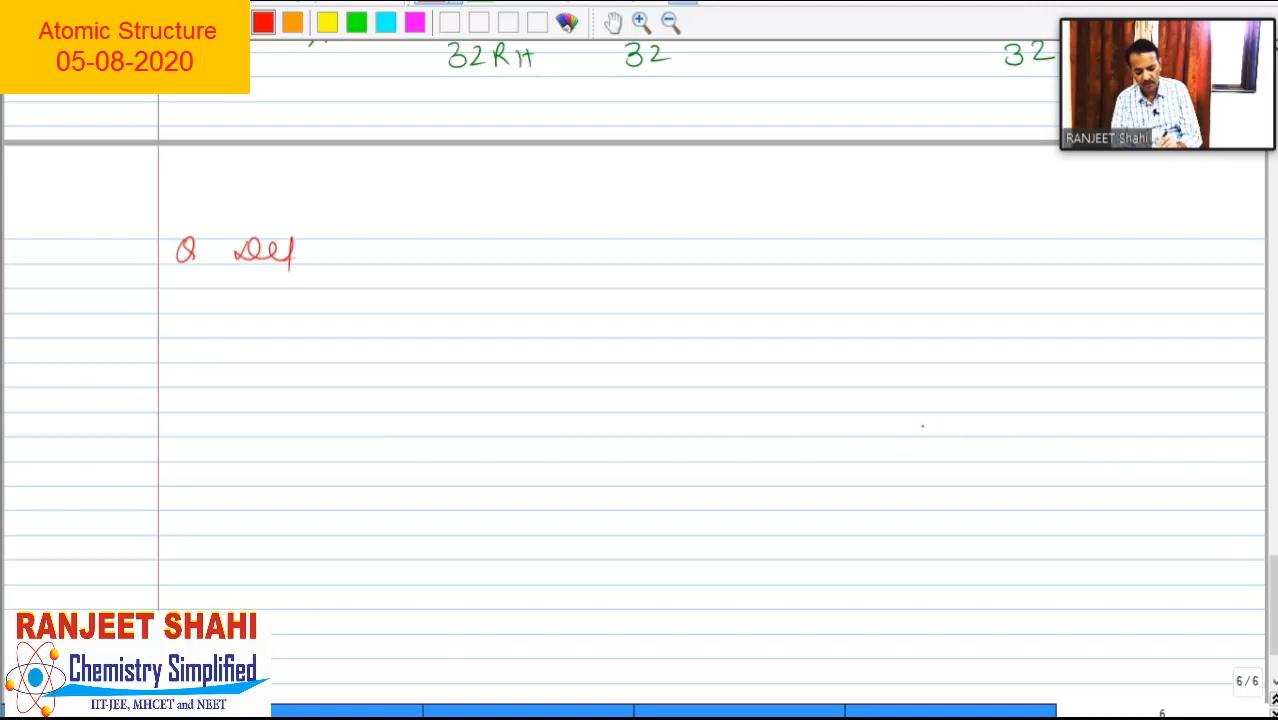 Atomic Structure
05-08-2020
32RH 32 32
RANJEET Shahi
Q Def
RANJEET SHAHI
Chemistry Simplified
IIT-JEE, MHCET and NEET
6/6
6